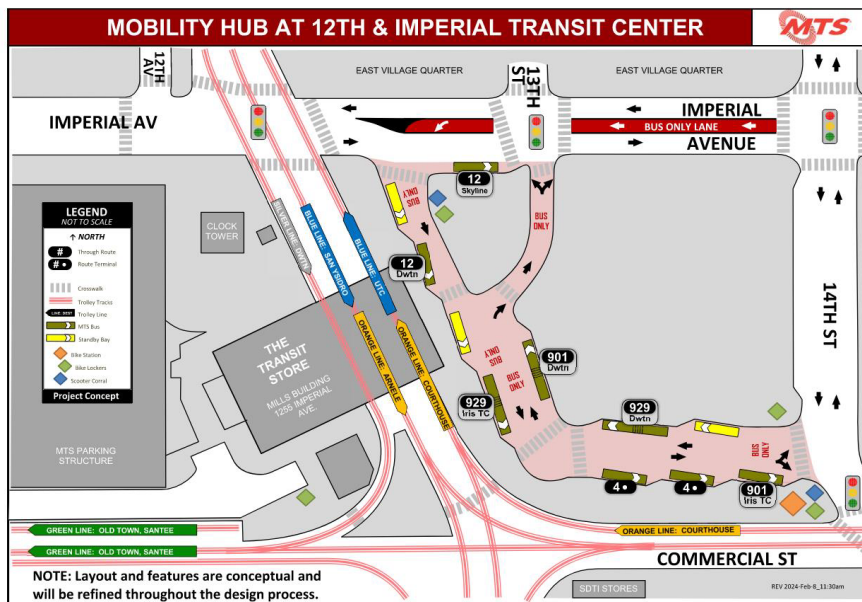 MOBILITY HUB AT 12TH & IMPERIAL TRANSIT CENTER
MTS
12TH
AV
EAST VILLAGE QUARTER
13TH
ST
EAST VILLAGE QUARTER
IMPERIAL AV
IMPERIAL
BUS ONLY LANE
AVENUE
12
Skyline
BUS
ONLY
BUS
ONLY
LEGEND
NOT TO SCALE
↑ NORTH
#
Through Route
# •
Route Terminal
Crosswalk
Trolley Tracks
LINE: DEST
Trolley Line
MTS Bus
Standby Bay
Bike Station
Bike Lockers
Scooter Corral
Project Concept
CLOCK
TOWER
SILVER LINE: DWTN
BLUE LINE: SAN YSIDRO
BLUE LINE: UTC
12
Dwtn
14TH ST
THE
TRANSIT
STORE
MILLS BUILDING
1255 IMPERIAL
AVE.
ORANGE LINE: ARNELE
ORANGE LINE: COURTHOUSE
BUS
ONLY
BUS
ONLY
901
Dwtn
929
Iris TC
929
Dwtn
BUS
ONLY
MTS PARKING
STRUCTURE
4 •
4 •
901
Iris TC
GREEN LINE: OLD TOWN, SANTEE
ORANGE LINE: COURTHOUSE
GREEN LINE: OLD TOWN, SANTEE
COMMERCIAL ST
NOTE: Layout and features are conceptual and
will be refined throughout the design process.
SDTI STORES
REV 2024-Feb-8_11:30am